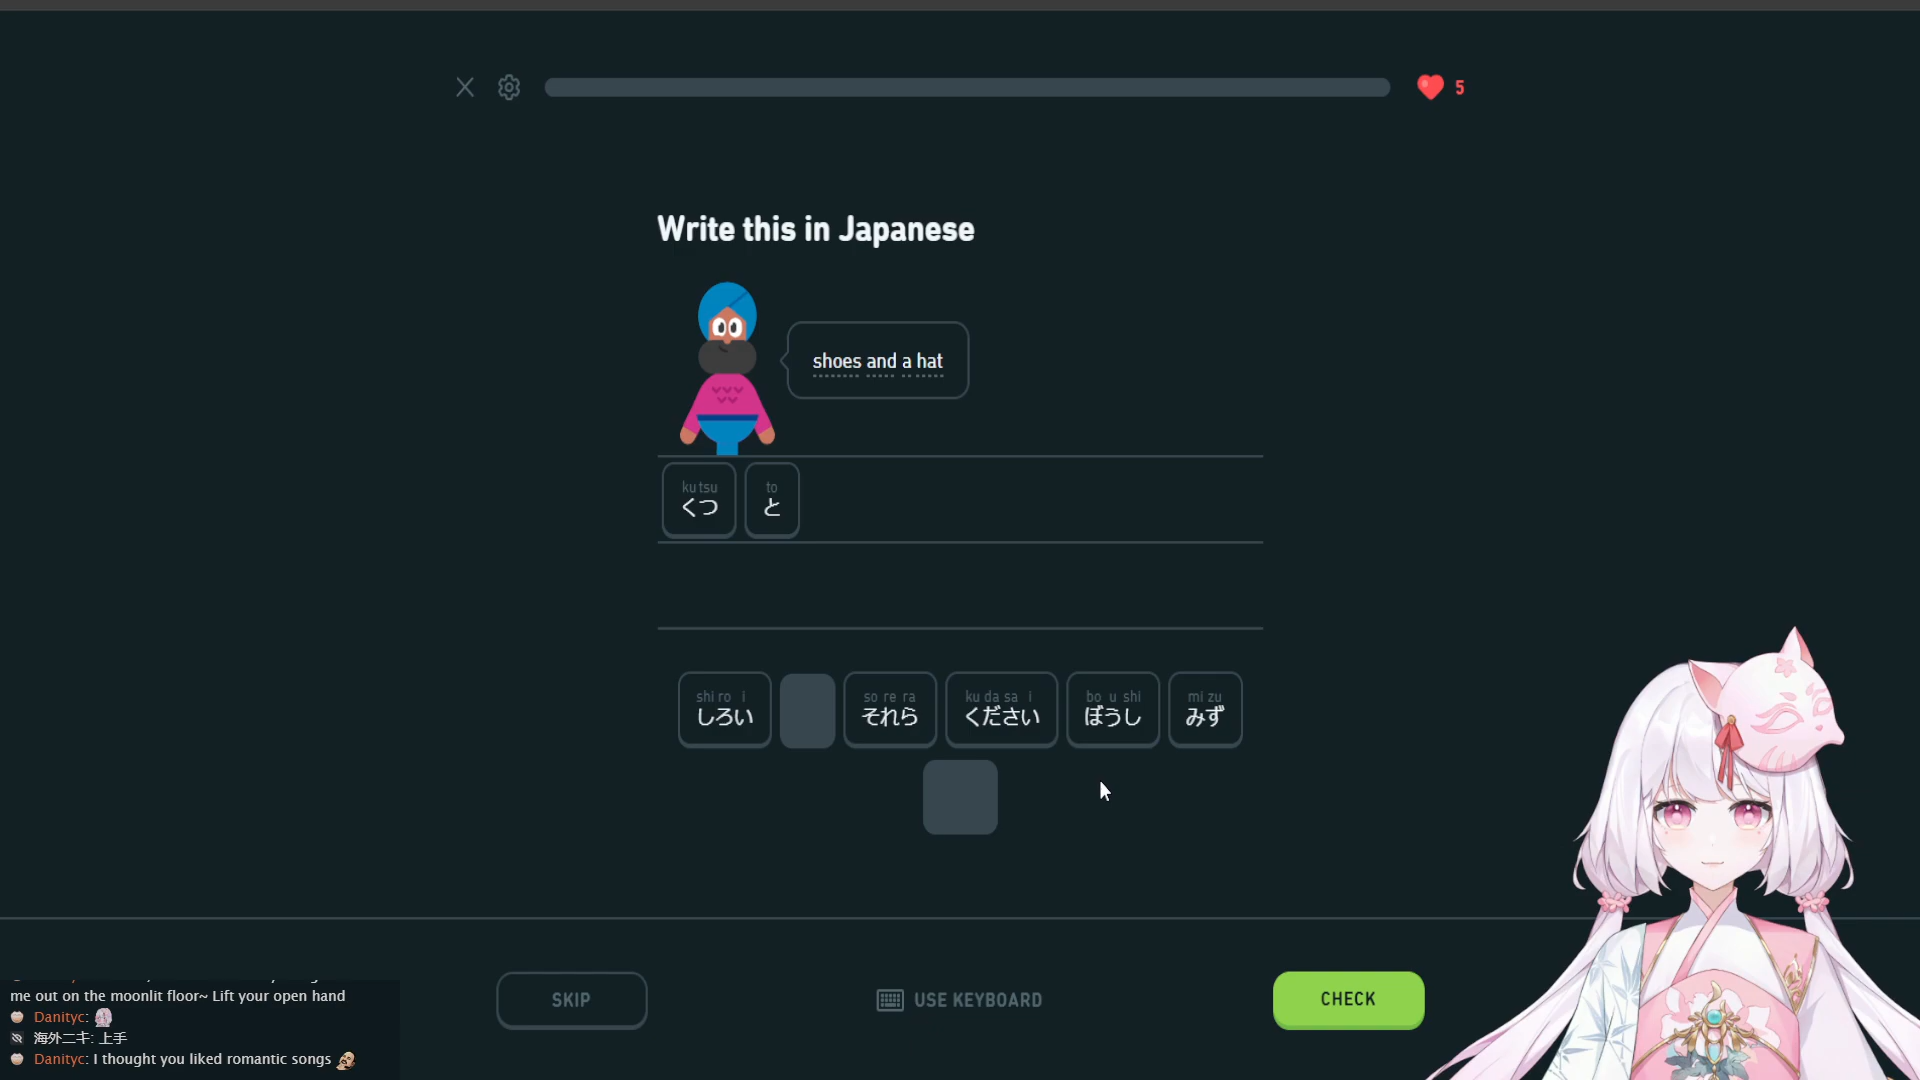 5
Write this in Japanese
shoes and a hat
ku tsu to
くつ と
shi ro i so re ra ku da sa i bo u shi mi zu
しろい それら ください ぼうし みず
SKIP USE KEYBOARD CHECK
me out on the moonlit floor~ Lift your open hand
Danityc:
海外ニキ: 上手
Danityc: I thought you liked romantic songs